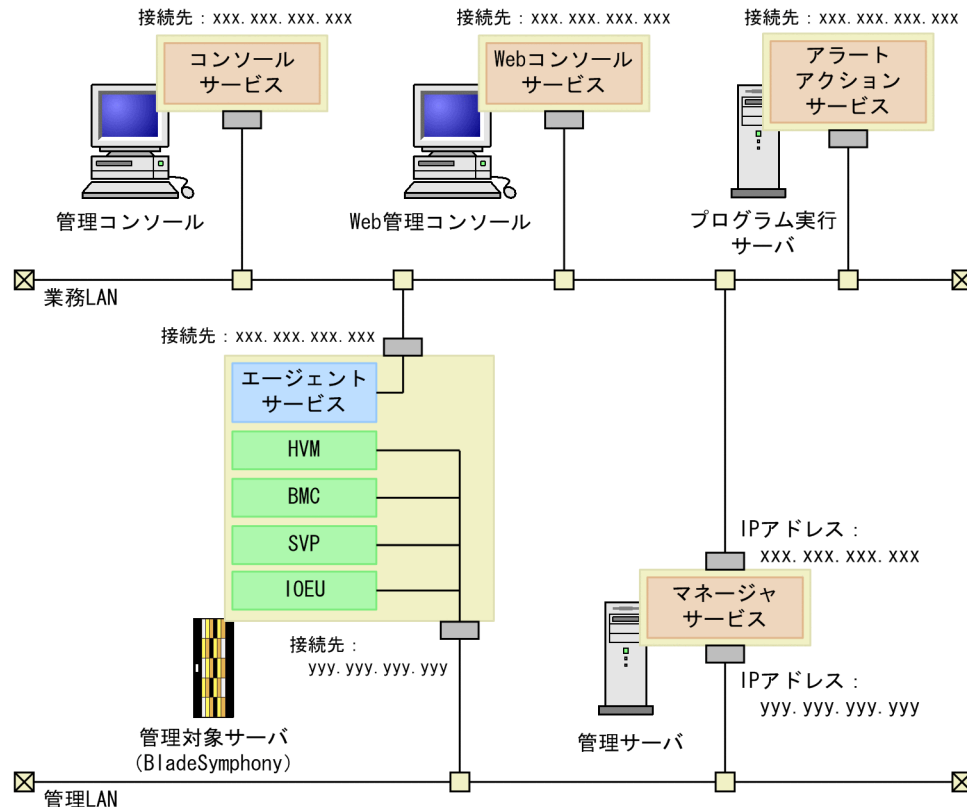 接続先：xxx.xxx.xxx.xxx
コンソール
サービス
管理コンソール
接続先：xxx.xxx.xxx.xxx
Webコンソール
サービス
Web管理コンソール
接続先：xxx.xxx.xxx.xxx
アラート
アクション
サービス
プログラム実行
サーバ
業務LAN
接続先：xxx.xxx.xxx.xxx
エージェント
サービス
HVM
BMC
SVP
IOEU
接続先：
yyy.yyy.yyy.yyy
管理対象サーバ
(BladeSymphony)
IPアドレス：
xxx.xxx.xxx.xxx
マネージャ
サービス
IPアドレス：
yyy.yyy.yyy.yyy
管理サーバ
管理LAN